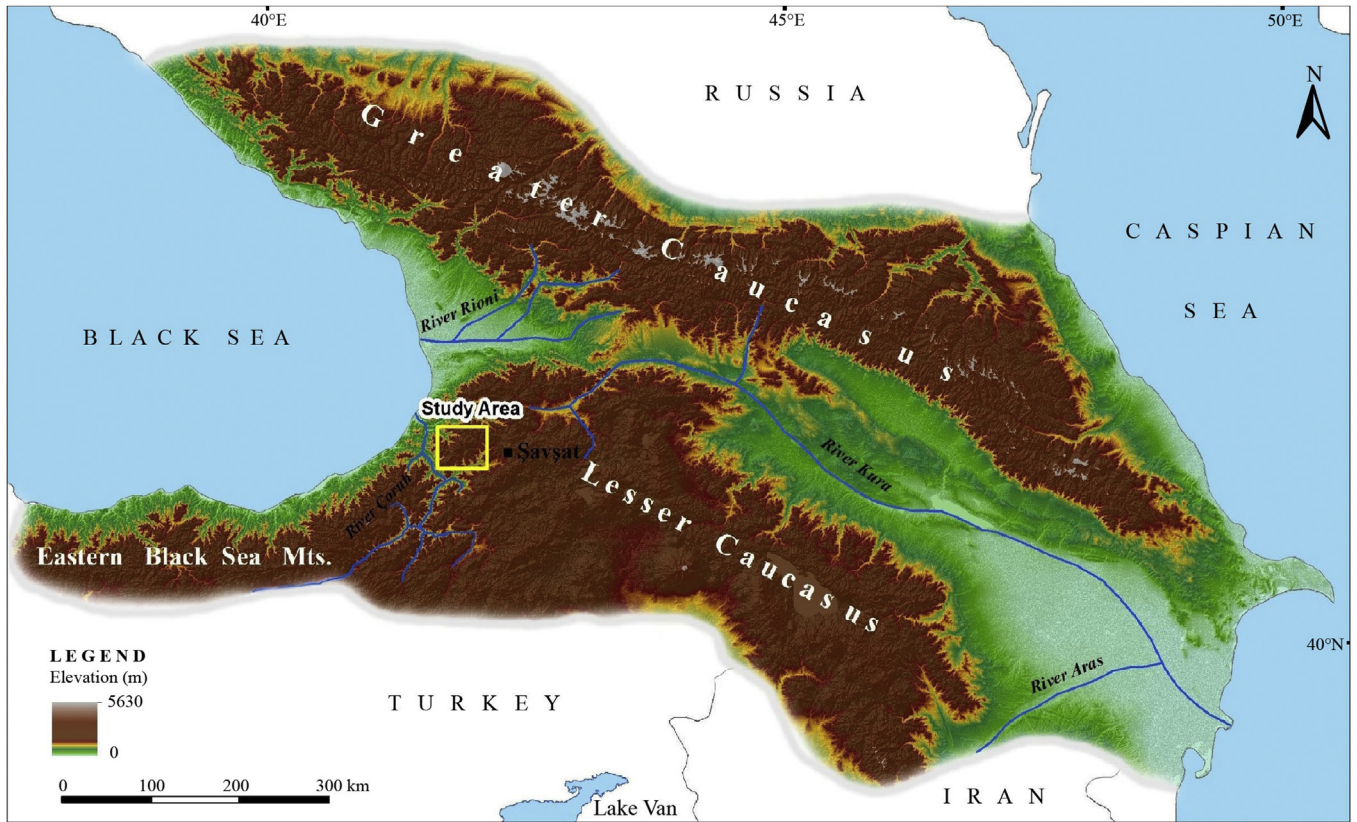 40°E 45°E 50°E
RUSSIA
N
Greater Caucasus
CASPIAN
SEA
River Rioni
BLACK SEA
Study Area
Şavşat
River Kura
Lesser Caucasus
River Çoruh
Eastern Black Sea Mts.
40°N
LEGEND
Elevation (m)
5630
0
River Aras
TURKEY
0 100 200 300 km
Lake Van
IRAN